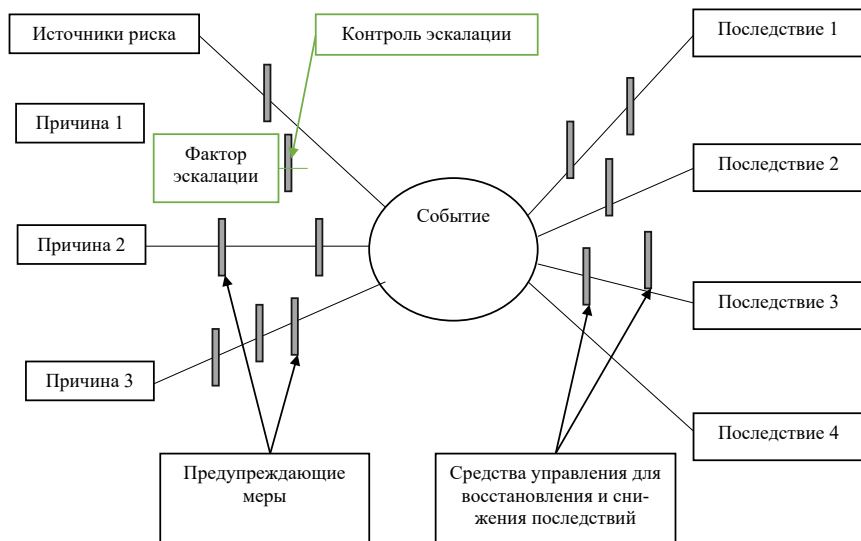 Источники риска
Контроль эскалации
Последствие 1
Причина 1
Фактор
эскалации
Последствие 2
Событие
Причина 2
Последствие 3
Причина 3
Последствие 4
Предупреждающие
меры
Средства управления для
восстановления и сни-
жения последствий